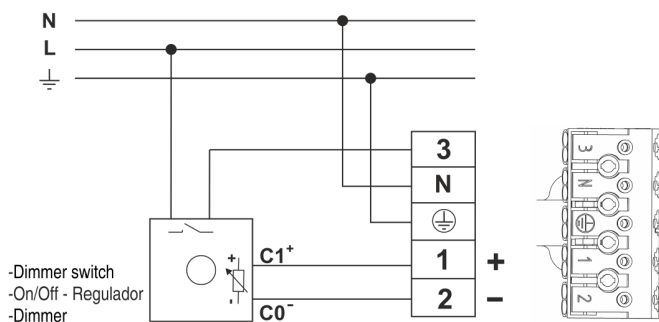 N
L
3
N
1 +
2 −
C1+
C0-
+
-
-Dimmer switch
-On/Off - Regulador
-Dimmer
3
N
1
2